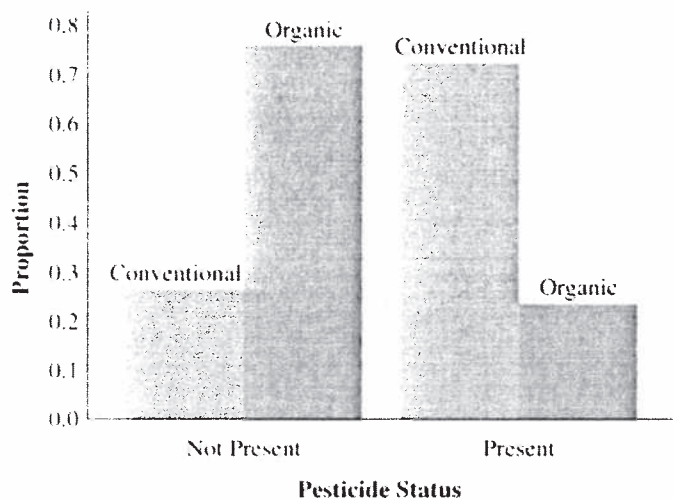 Proportion
0.8
0.7
0.6
0.5
0.4
0.3
0.2
0.1
0.0
Conventional
Organic
Conventional
Organic
Not Present
Present
Pesticide Status